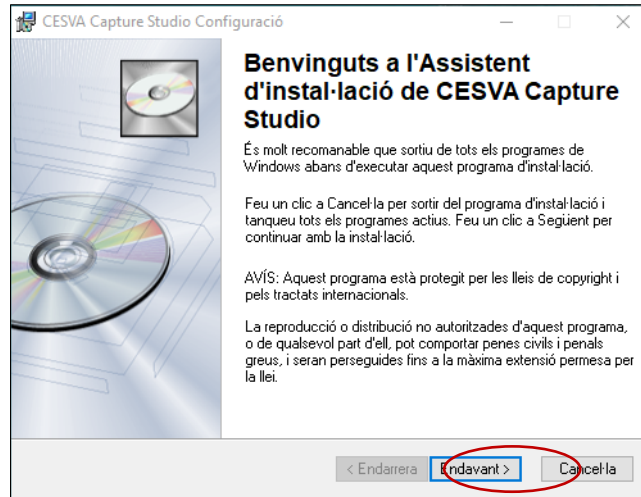 CESVA Capture Studio Configuració
Benvinguts a l'Assistent
d'instal·lació de CESVA Capture
Studio
És molt recomanable que sortiu de tots els programes de
Windows abans d'executar aquest programa d'instal·lació.
Feu un clic a Cancel·la per sortir del programa d'instal·lació i
tanqueu tots els programes actius. Feu un clic a Següent per
continuar amb la instal·lació.
AVÍS: Aquest programa està protegit per les lleis de copyright i
pels tractats internacionals.
La reproducció o distribució no autoritzades d'aquest programa,
o de qualsevol part d'ell, pot comportar penes civils i penals
greus, i seran perseguides fins a la màxima extensió permesa per
la llei.
< Endarrera Endavant > Cancel·la